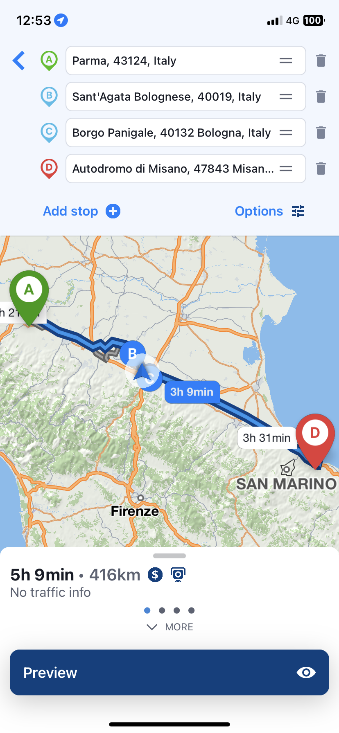 12:53 4G 100
A Parma, 43124, Italy
B Sant'Agata Bolognese, 40019, Italy
C Borgo Panigale, 40132 Bologna, Italy
D Autodromo di Misano, 47843 Misan...
Add stop Options
A
B
3h 9min
D
3h 31min
SAN MARINO
Firenze
5h 9min • 416km $
No traffic info
MORE
Preview